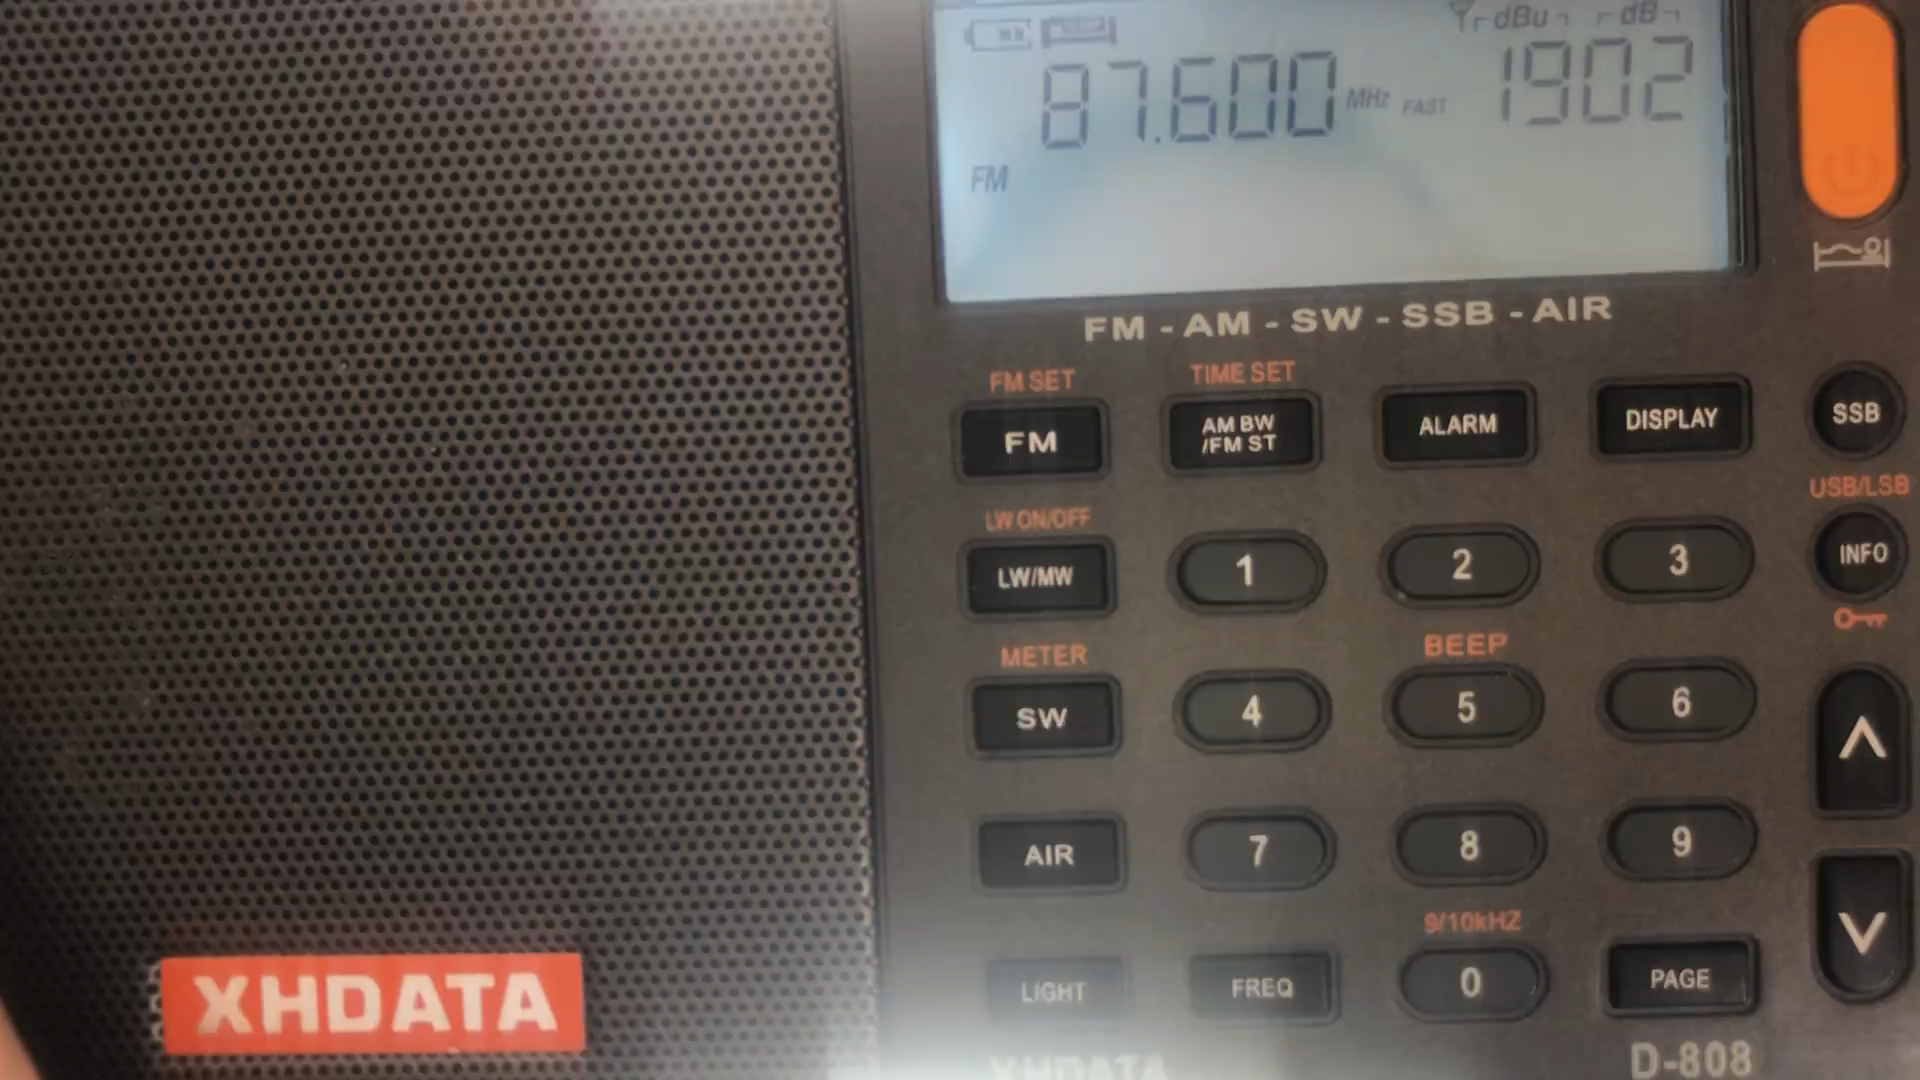 dBu dB
87.600 MHz FAST 1902
FM
FM - AM - SW - SSB - AIR
FM SET TIME SET
FM AM BW /FM ST ALARM DISPLAY SSB
LW ON/OFF USB/LSB
LW/MW 1 2 3 INFO
METER BEEP
SW 4 5 6
AIR 7 8 9
9/10kHZ
LIGHT FREQ 0 PAGE
XHDATA
XHDATA D-808